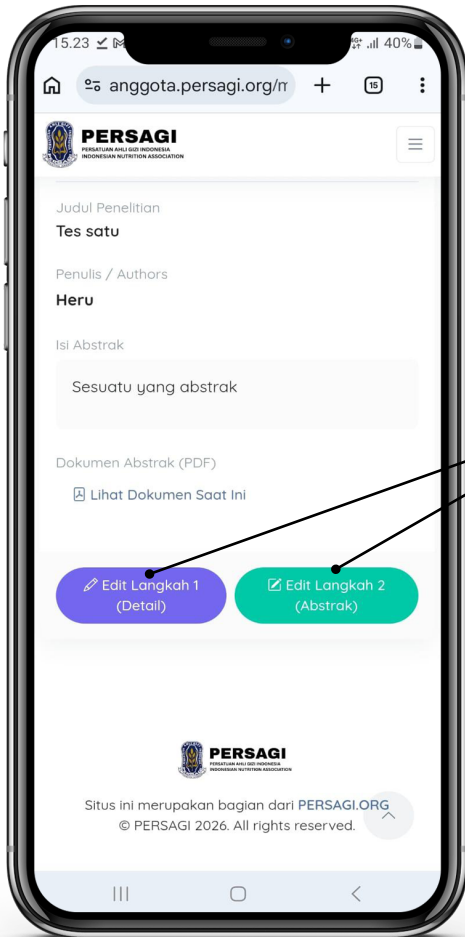 15.23
4G+
40%
anggota.persagi.org/m
15
PERSAGI
PERSATUAN AHLI GIZI INDONESIA
INDONESIAN NUTRITION ASSOCIATION
Judul Penelitian
Tes satu
Penulis / Authors
Heru
Isi Abstrak
Sesuatu yang abstrak
Dokumen Abstrak (PDF)
Lihat Dokumen Saat Ini
Edit Langkah 1
(Detail)
Edit Langkah 2
(Abstrak)
PERSAGI
PERSATUAN AHLI GIZI INDONESIA
INDONESIAN NUTRITION ASSOCIATION
Situs ini merupakan bagian dari PERSAGI.ORG
© PERSAGI 2026. All rights reserved.